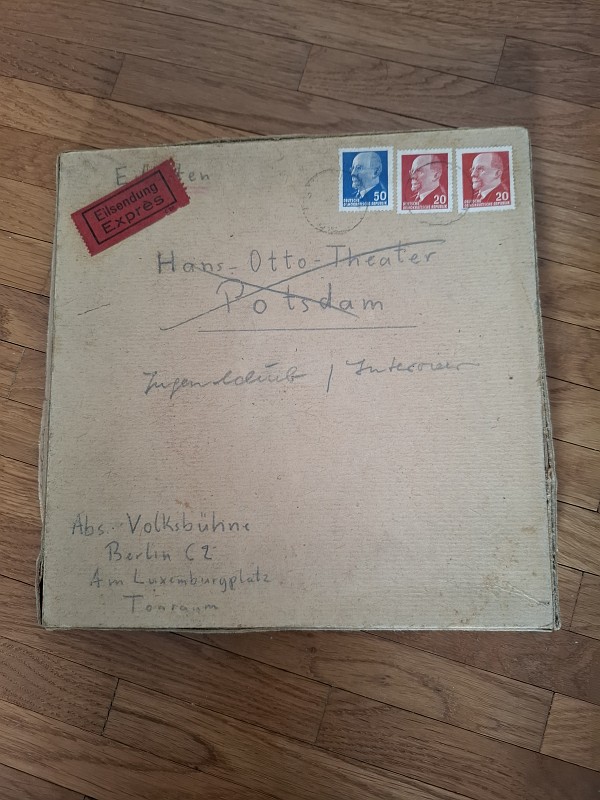 Eilsendung
Exprès
50
DEUTSCHE
DEMOKRATISCHE REPUBLIK
20
DEUTSCHE
DEMOKRATISCHE REPUBLIK
20
DEUTSCHE
DEMOKRATISCHE REPUBLIK
Hans-Otto-Theater
Potsdam
Jugendclub /
Abs. Volksbühne
Berlin C2
Am Luxemburgplatz
Tonraum